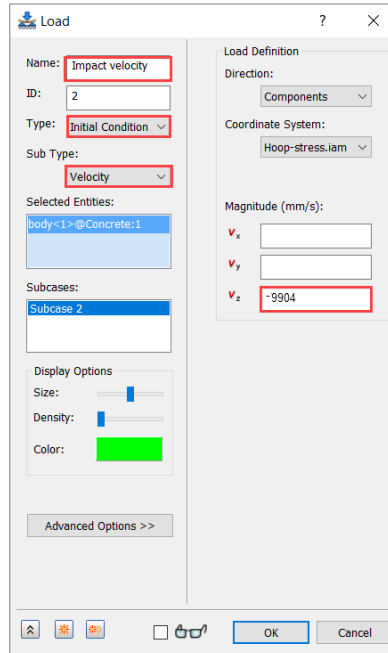 Load ? ×
Name: Impact velocity
ID: 2
Type: Initial Condition
Sub Type:
Velocity
Selected Entities:
body<1>@Concrete:1
Subcases:
Subcase 2
Display Options
Size:
Density:
Color:
Advanced Options >>
Load Definition
Direction:
Components
Coordinate System:
Hoop-stress.iam
Magnitude (mm/s):
vx
vy
vz -9904
OK Cancel